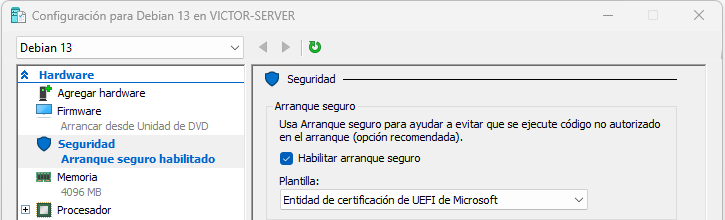 Configuración para Debian 13 en VICTOR-SERVER
Debian 13
Hardware
Agregar hardware
Firmware
Arrancar desde Unidad de DVD
Seguridad
Arranque seguro habilitado
Memoria
4096 MB
Procesador
Seguridad
Arranque seguro
Usa Arranque seguro para ayudar a evitar que se ejecute código no autorizado
en el arranque (opción recomendada).
Habilitar arranque seguro
Plantilla:
Entidad de certificación de UEFI de Microsoft